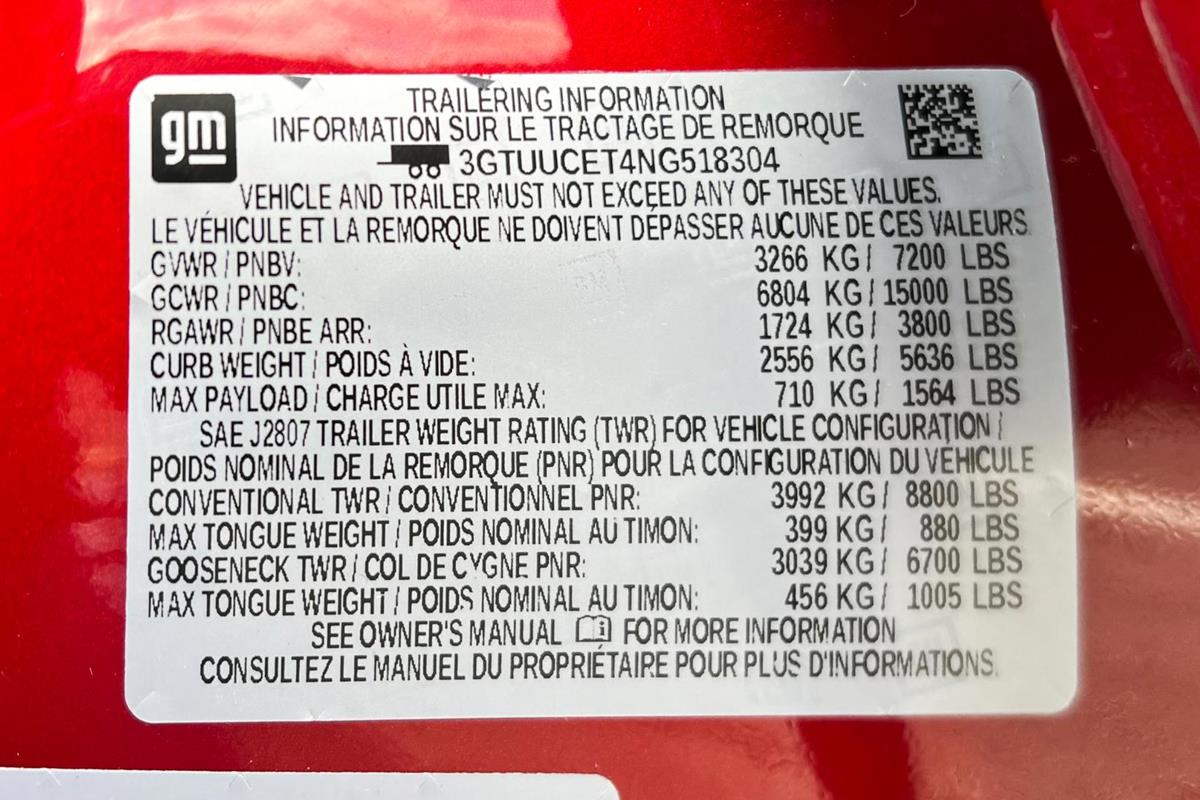 gm
TRAILERING INFORMATION
INFORMATION SUR LE TRACTAGE DE REMORQUE
3GTUUCET4NG518304
VEHICLE AND TRAILER MUST NOT EXCEED ANY OF THESE VALUES.
LE VÉHICULE ET LA REMORQUE NE DOIVENT DÉPASSER AUCUNE DE CES VALEURS.
GVWR / PNBV: 3266 KG / 7200 LBS
GCWR / PNBC: 6804 KG / 15000 LBS
RGAWR / PNBE ARR: 1724 KG / 3800 LBS
CURB WEIGHT / POIDS À VIDE: 2556 KG / 5636 LBS
MAX PAYLOAD / CHARGE UTILE MAX: 710 KG / 1564 LBS
SAE J2807 TRAILER WEIGHT RATING (TWR) FOR VEHICLE CONFIGURATION /
POIDS NOMINAL DE LA REMORQUE (PNR) POUR LA CONFIGURATION DU VÉHICULE
CONVENTIONAL TWR / CONVENTIONNEL PNR: 3992 KG / 8800 LBS
MAX TONGUE WEIGHT / POIDS NOMINAL AU TIMON: 399 KG / 880 LBS
GOOSENECK TWR / COL DE CYGNE PNR: 3039 KG / 6700 LBS
MAX TONGUE WEIGHT / POIDS NOMINAL AU TIMON: 456 KG / 1005 LBS
SEE OWNER'S MANUAL FOR MORE INFORMATION
CONSULTEZ LE MANUEL DU PROPRIÉTAIRE POUR PLUS D'INFORMATIONS.